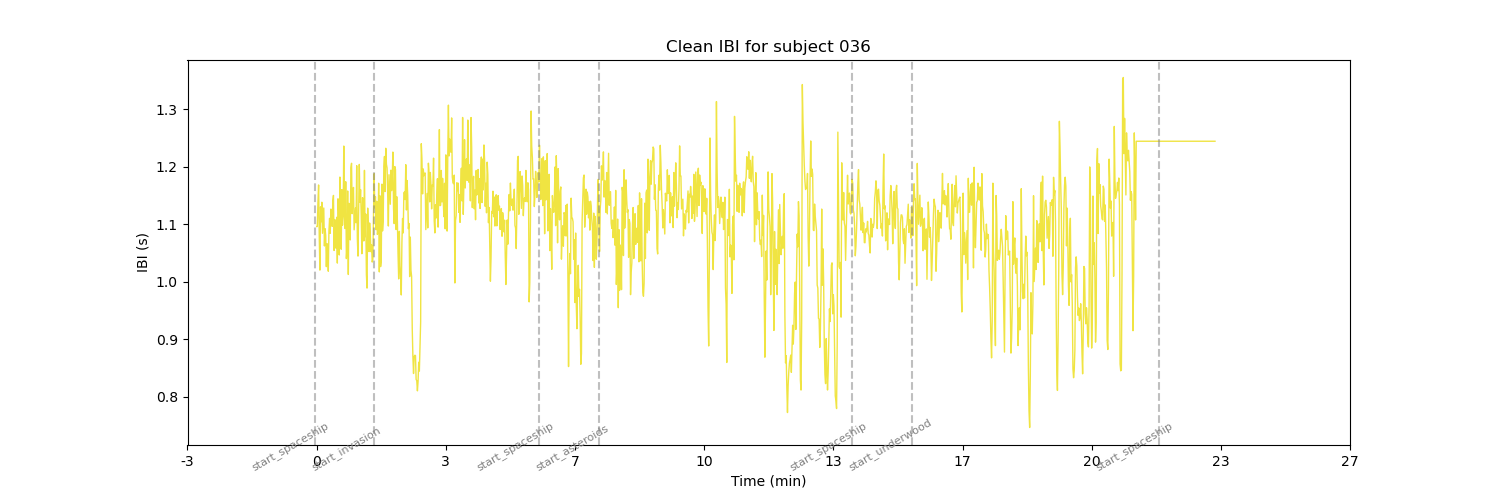 Clean IBI for subject 036
IBI (s)
1.3
1.2
1.1
1.0
0.9
0.8
start_spaceship
start_invasion
start_spaceship
start_asteroids
start_spaceship
start_underwood
start_spaceship
-3 0 3 7 10 13 17 20 23 27
Time (min)